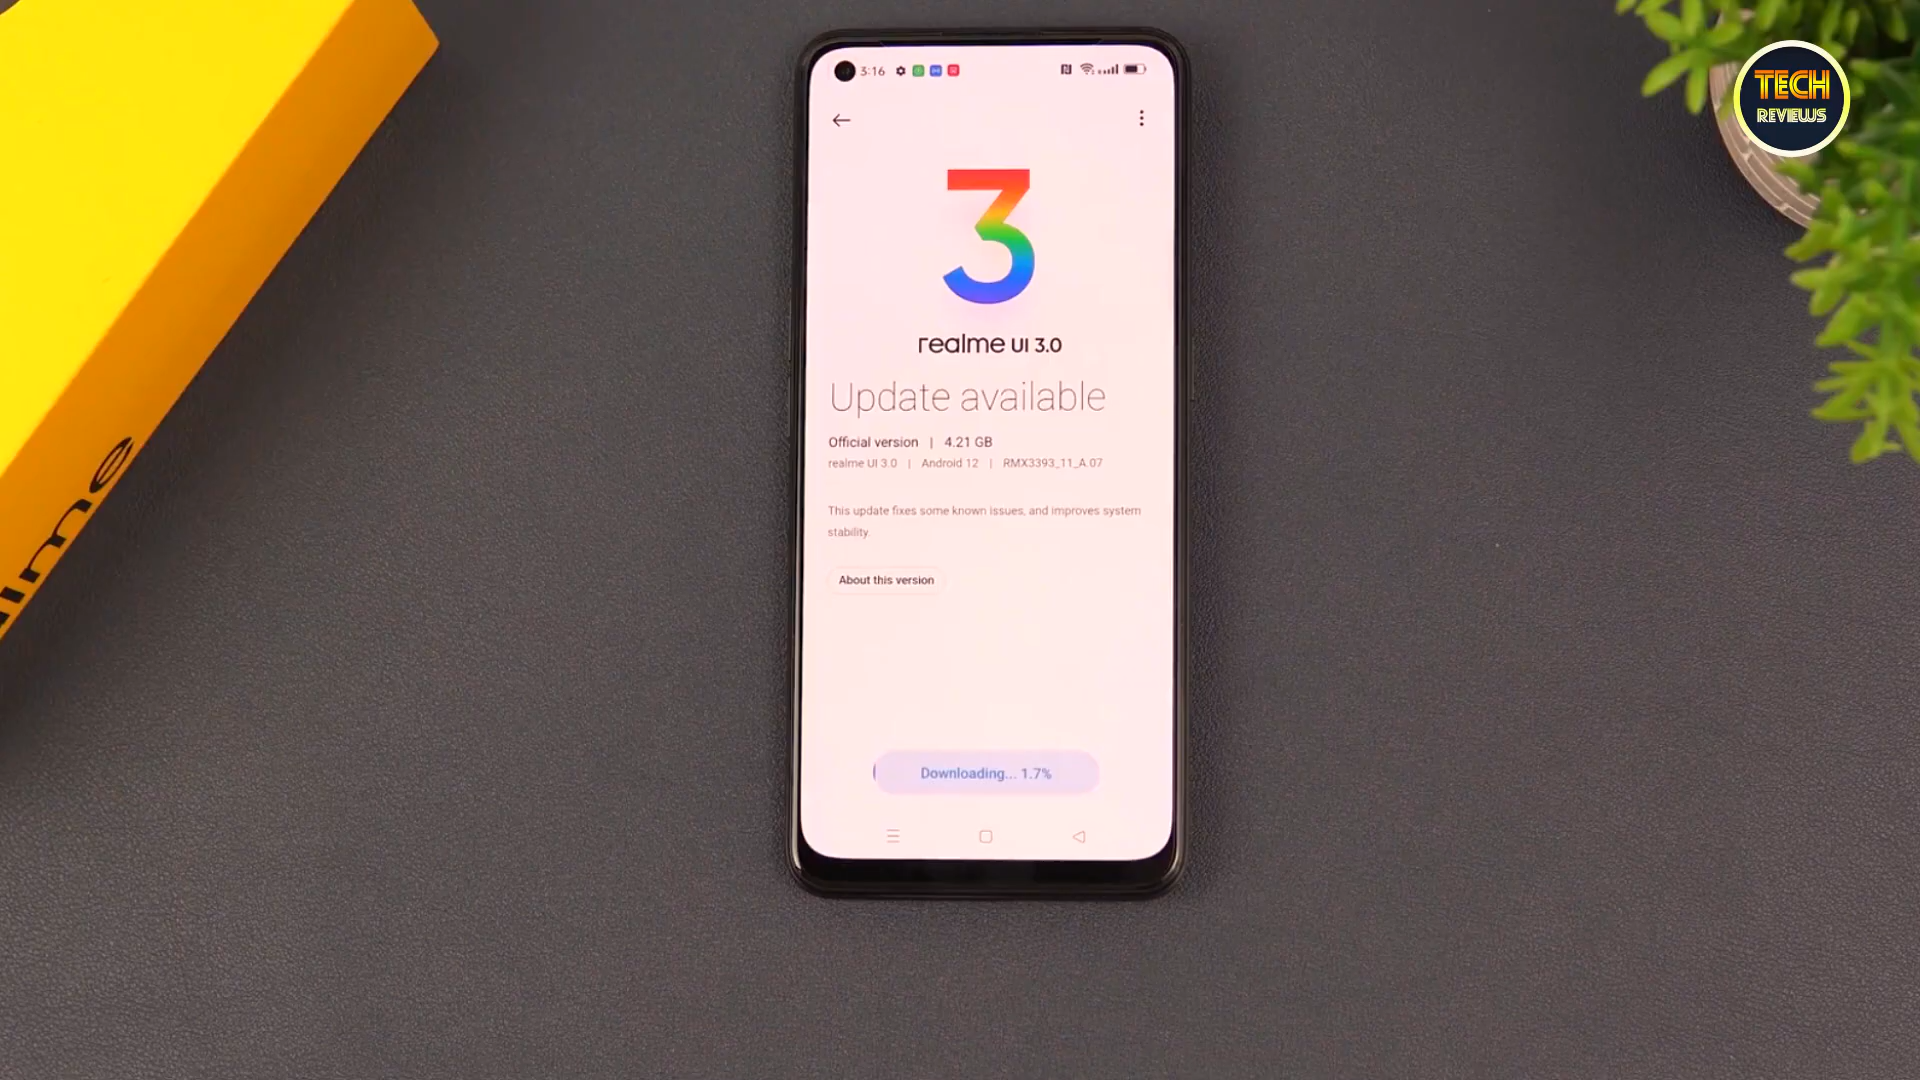 3:16
TECH
REVIEWS
3
realme UI 3.0
Update available
Official version | 4.21 GB
realme UI 3.0 | Android 12 | RMX3393_11_A.07
This update fixes some known issues, and improves system
stability.
About this version
Downloading... 1.7%